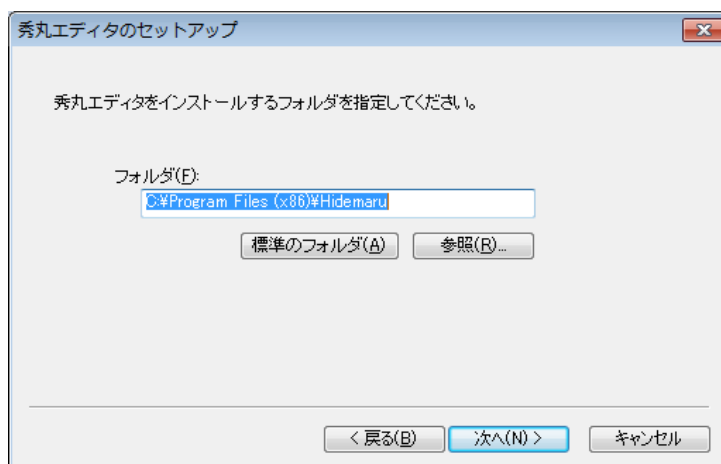 秀丸エディタのセットアップ
秀丸エディタをインストールするフォルダを指定してください。
フォルダ(F):
C:¥Program Files (x86)¥Hidemaru
標準のフォルダ(A) 参照(R)...
< 戻る(B) 次へ(N) > キャンセル